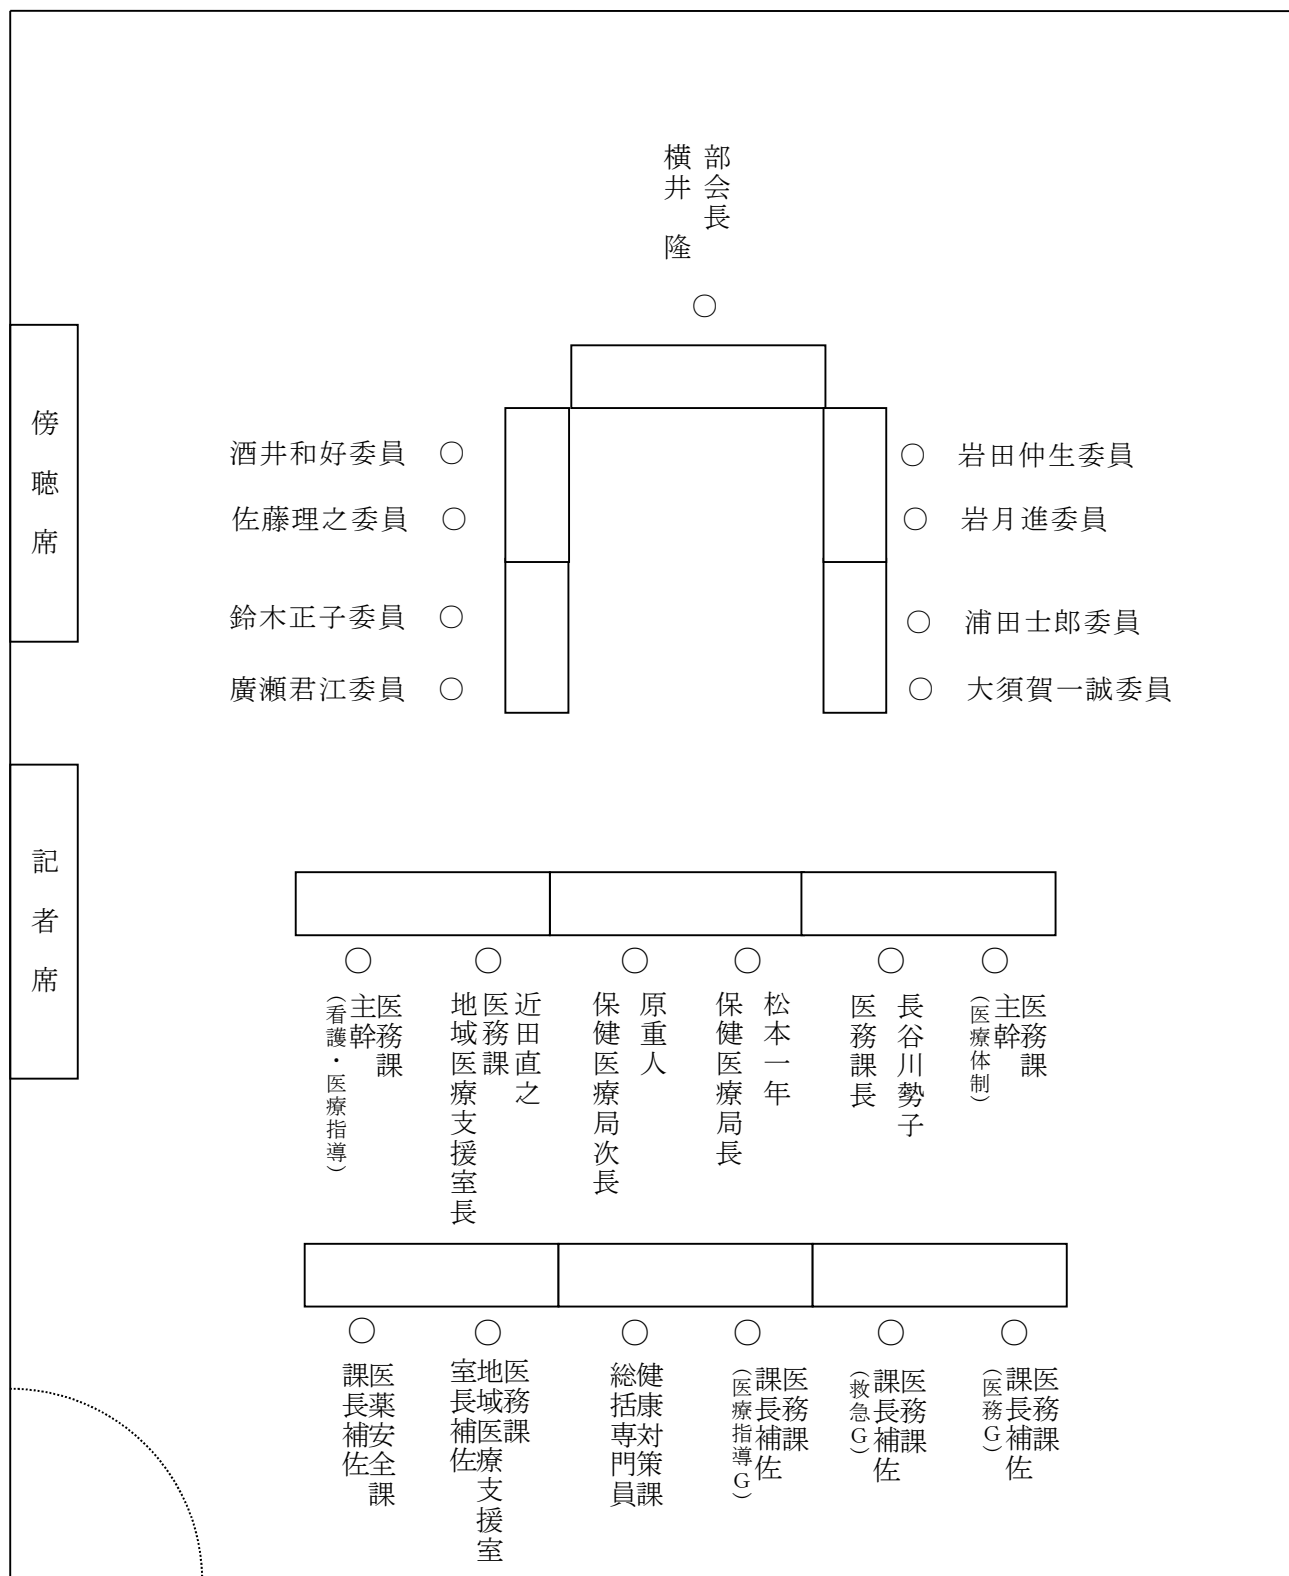 部会長
横井　隆
傍聴席
酒井和好委員
佐藤理之委員
鈴木正子委員
廣瀬君江委員
岩田仲生委員
岩月進委員
浦田士郎委員
大須賀一誠委員
記者席
医務課
主幹
（医療体制）
長谷川勢子
医務課長
松本一年
保健医療局長
原重人
保健医療局次長
近田直之
医務課
地域医療支援室長
医務課
主幹
（看護・医療指導）
医務課
課長補佐
（医務G）
医務課
課長補佐
（救急G）
医務課
課長補佐
（医療指導G）
健康対策課
総括専門員
医務課
地域医療支援室
室長補佐
医薬安全課
課長補佐